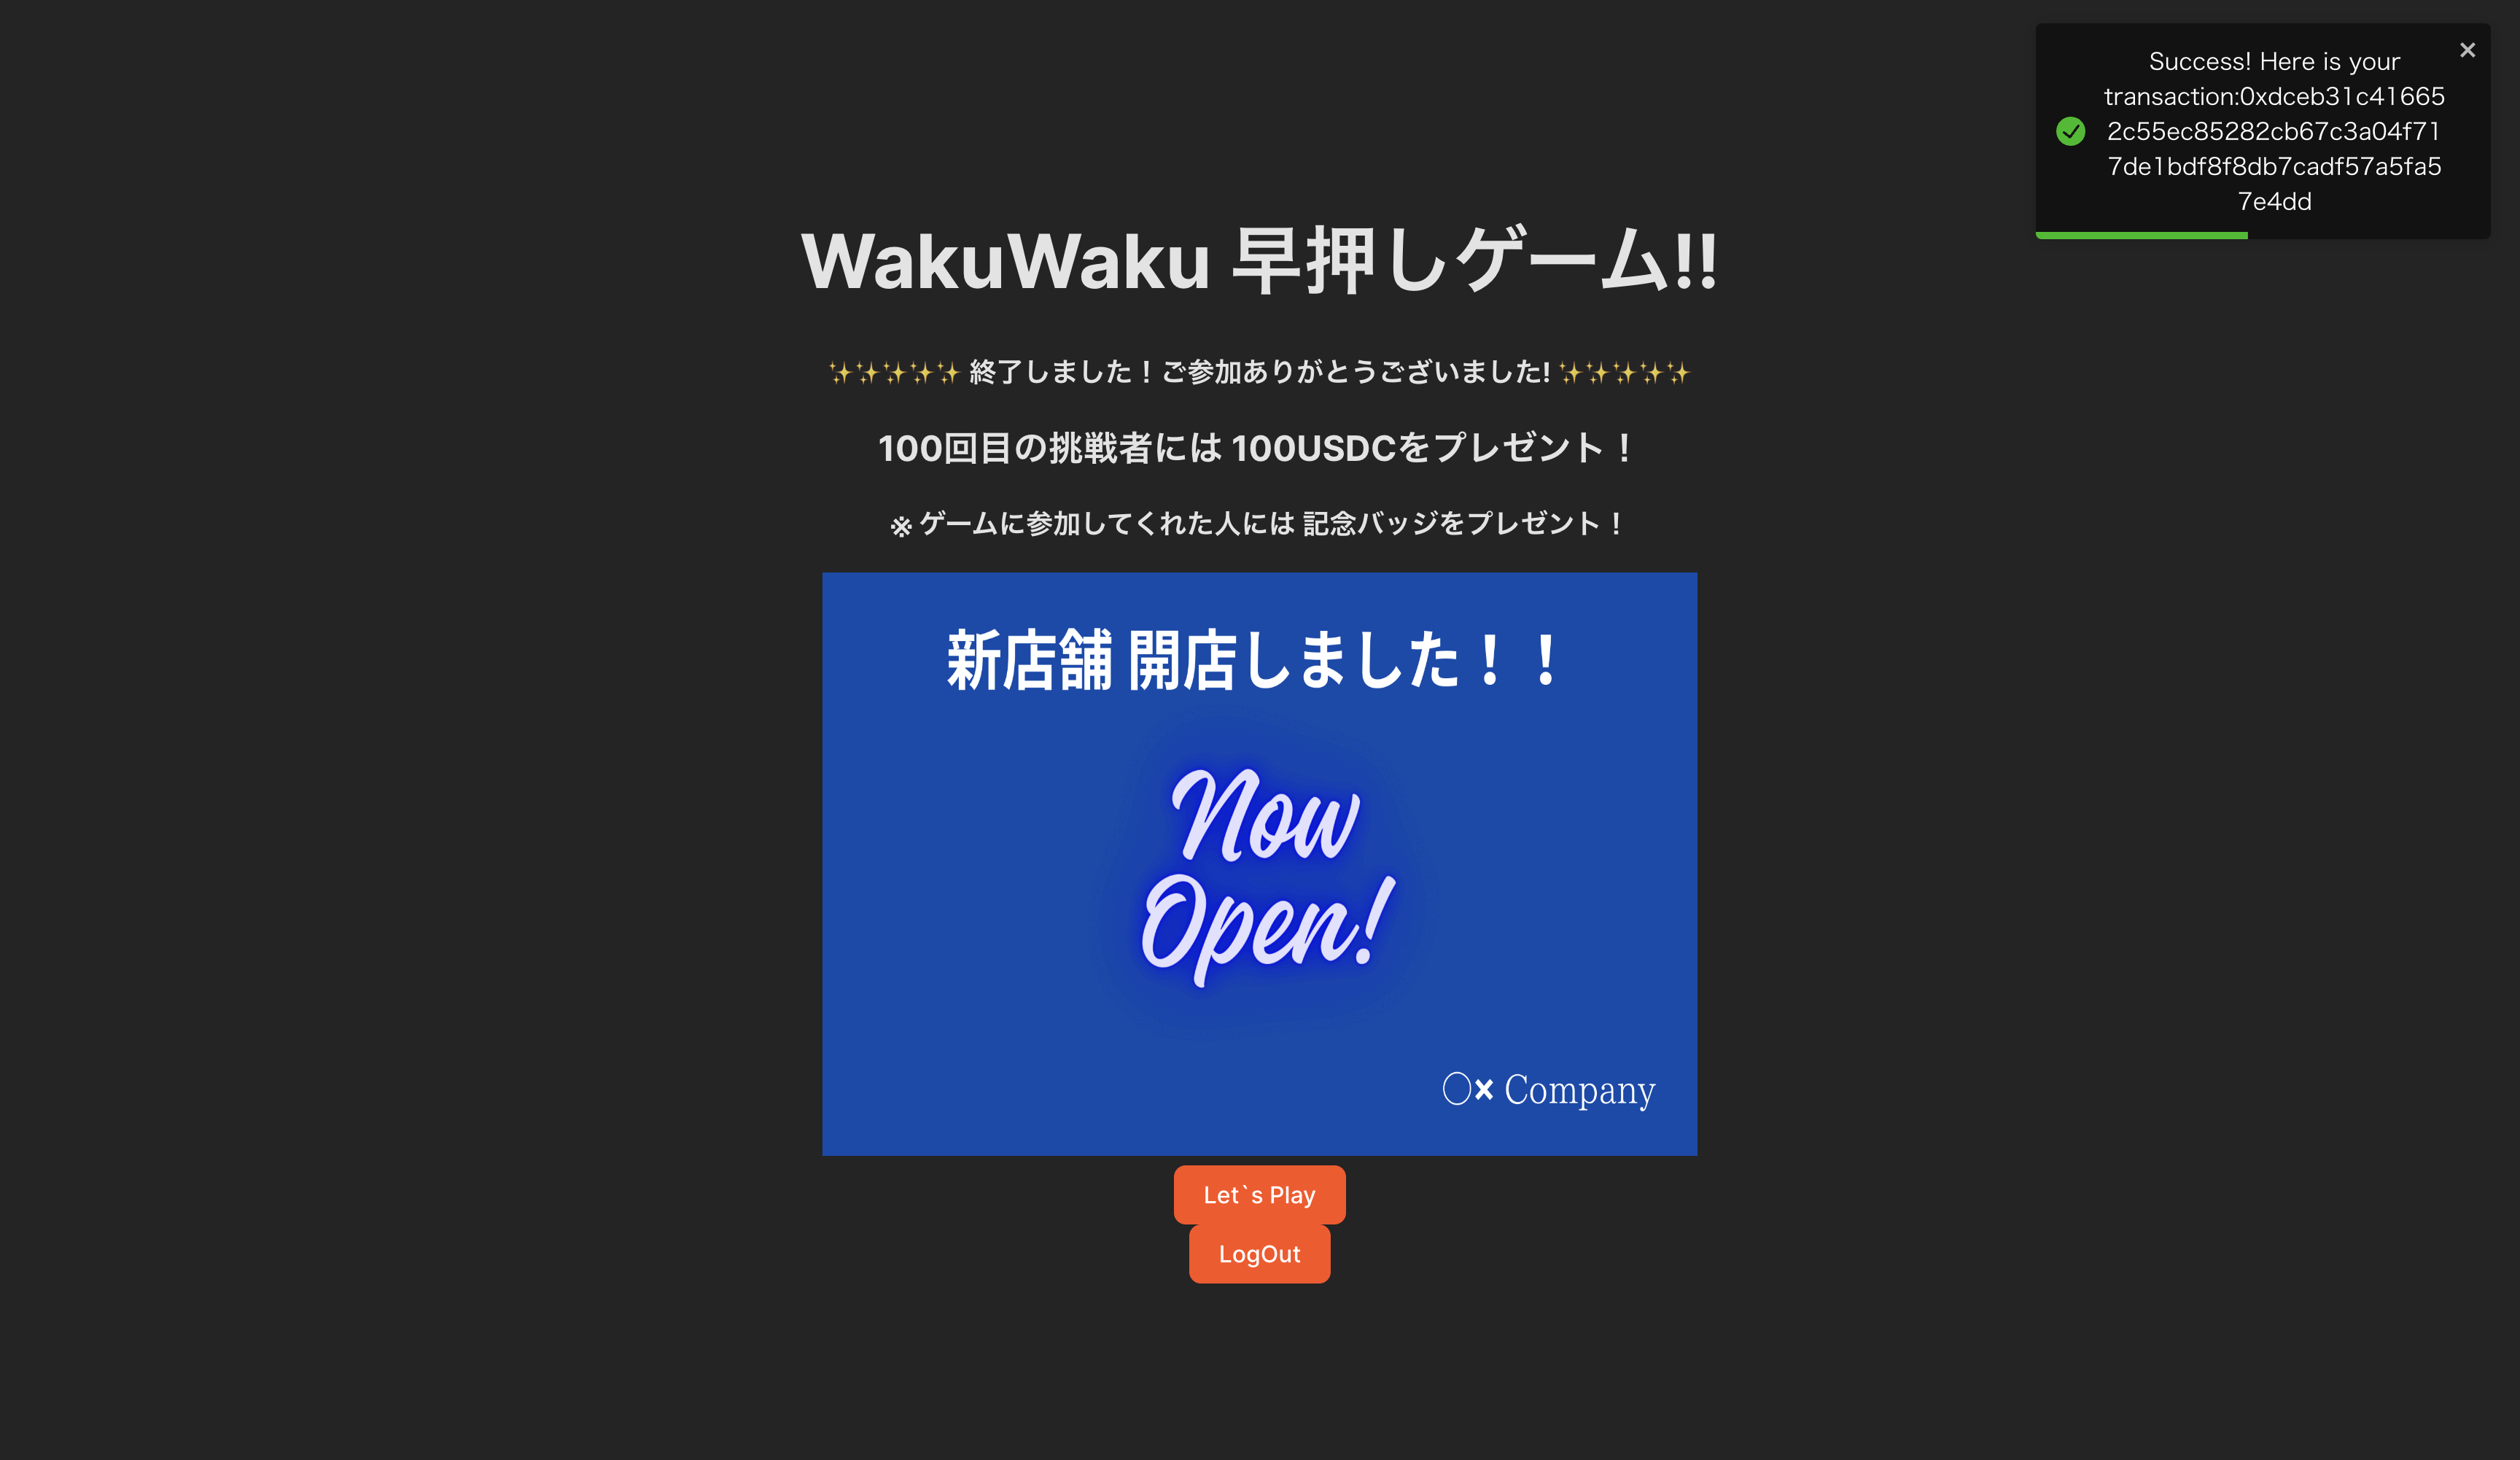 Success! Here is your
transaction:0xdceb31c41665
2c55ec85282cb67c3a04f71
7de1bdf8f8db7cadf57a5fa5
7e4dd
WakuWaku 早押しゲーム!!
✨✨✨✨✨ 終了しました！ご参加ありがとうございました! ✨✨✨✨✨
100回目の挑戦者には 100USDCをプレゼント！
※ ゲームに参加してくれた人には 記念バッジをプレゼント！
新店舗 開店しました！！
Now
Open!
○× Company
Let`s Play
LogOut